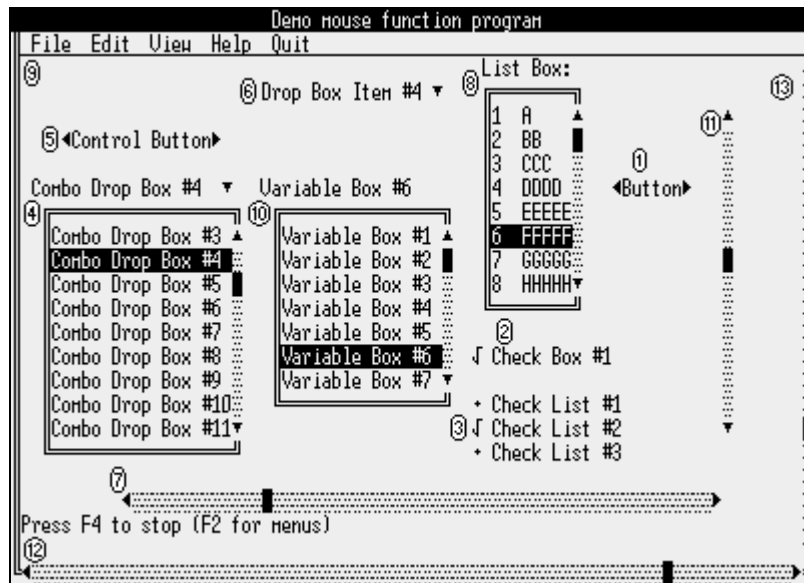 Demo mouse function program
File Edit View Help Quit
⑨
⑥ Drop Box Item #4 ▼
⑧ List Box:
⑬
1 A
2 BB
3 CCC
4 DDDD
5 EEEEE
6 FFFFF
7 GGGGG
8 HHHHH
⑪
① 
◄Button►
⑤ ◄Control Button►
Combo Drop Box #4 ▼
④
Combo Drop Box #3
Combo Drop Box #4
Combo Drop Box #5
Combo Drop Box #6
Combo Drop Box #7
Combo Drop Box #8
Combo Drop Box #9
Combo Drop Box #10
Combo Drop Box #11
Variable Box #6
⑩
Variable Box #1
Variable Box #2
Variable Box #3
Variable Box #4
Variable Box #5
Variable Box #6
Variable Box #7
②
√ Check Box #1
③
· Check List #1
√ Check List #2
· Check List #3
⑦
Press F4 to stop (F2 for menus)
⑫